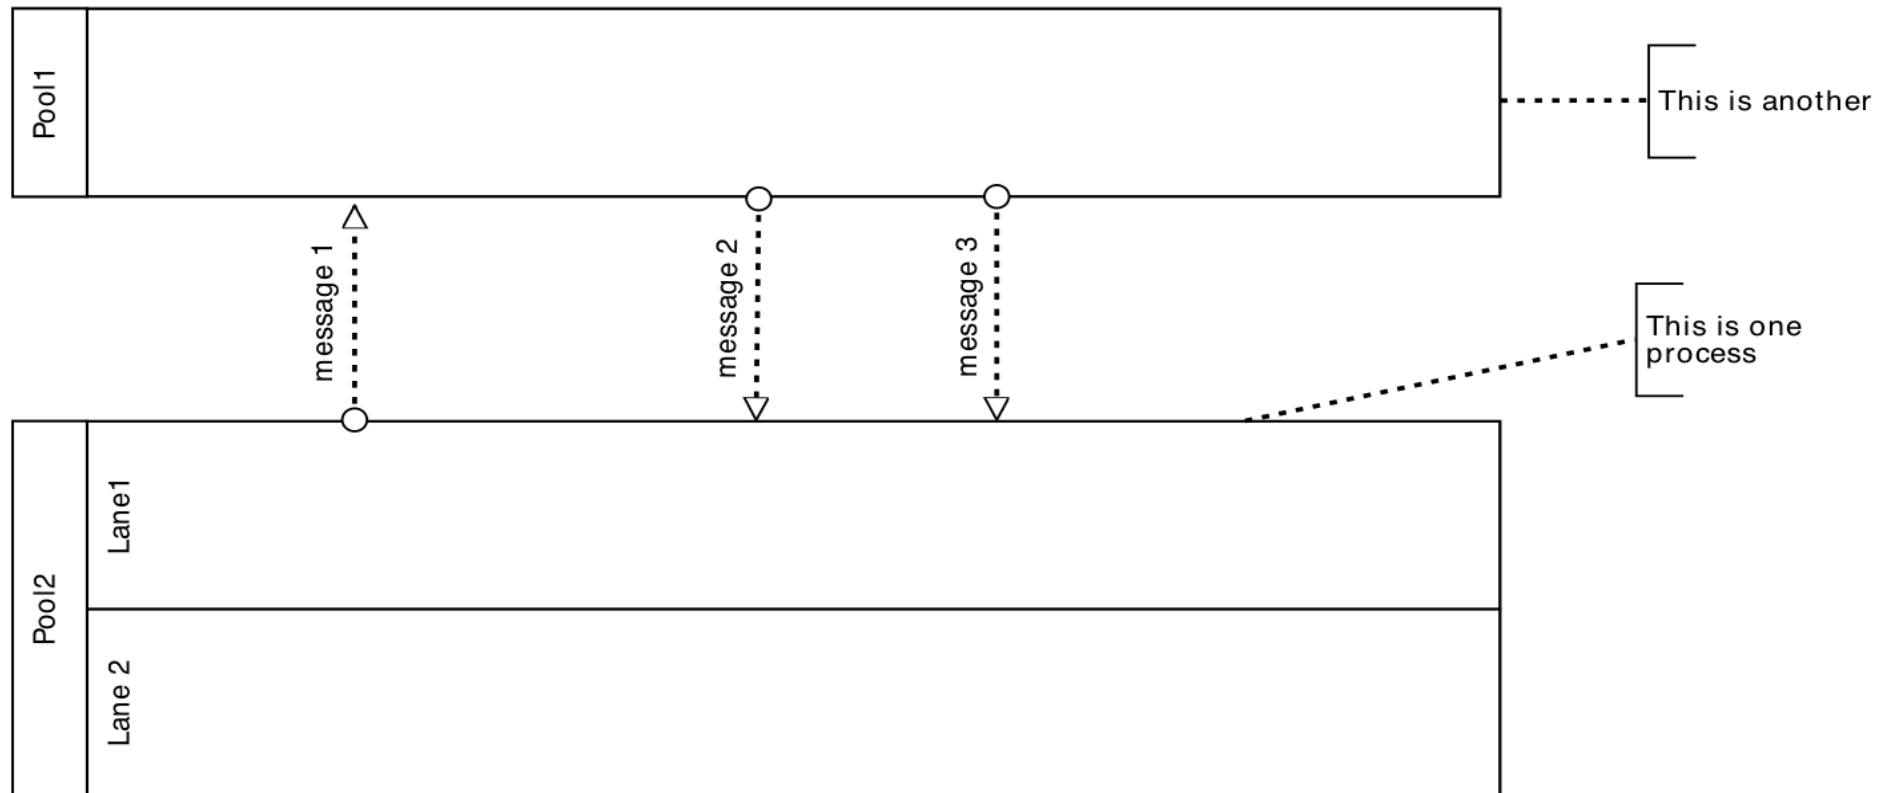 Pool1
This is another
message 1
message 2
message 3
This is one
process
Pool2
Lane1
Lane 2